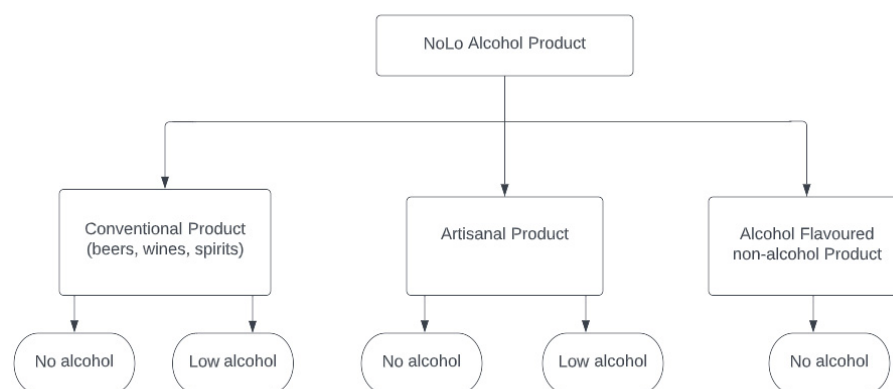 NoLo Alcohol Product
Conventional Product
(beers, wines, spirits)
Artisanal Product
Alcohol Flavoured
non-alcohol Product
No alcohol
Low alcohol
No alcohol
Low alcohol
No alcohol